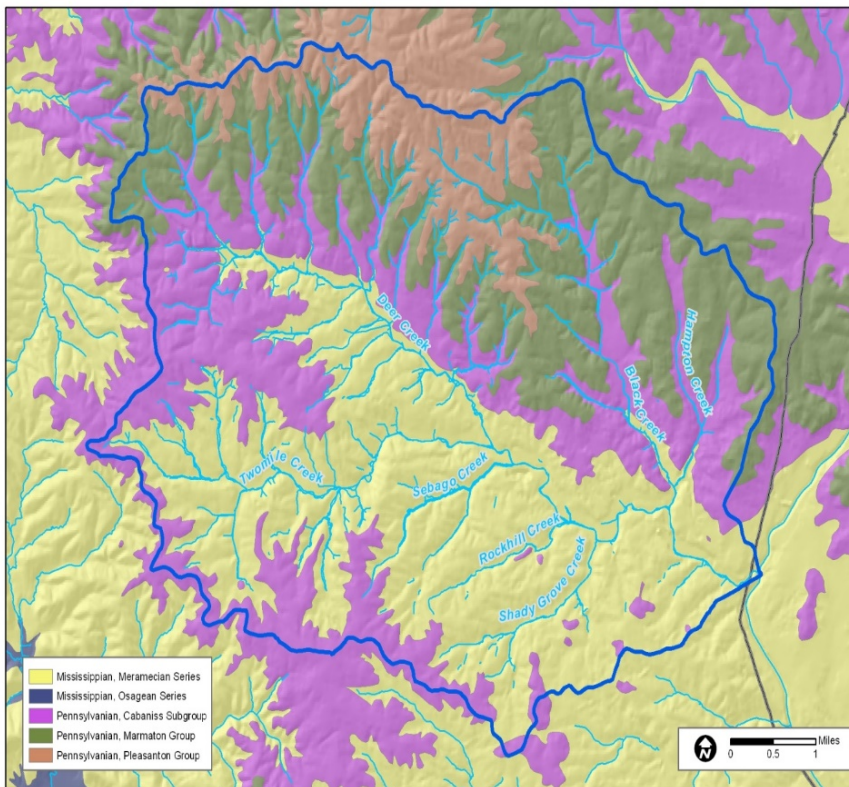 Deer Creek
Hampton Creek
Black Creek
Twomile Creek
Sebago Creek
Rockhill Creek
Shady Grove Creek
Mississippian, Meramecian Series
Mississippian, Osagean Series
Pennsylvanian, Cabaniss Subgroup
Pennsylvanian, Marmaton Group
Pennsylvanian, Pleasanton Group
N
Miles
0 0.5 1